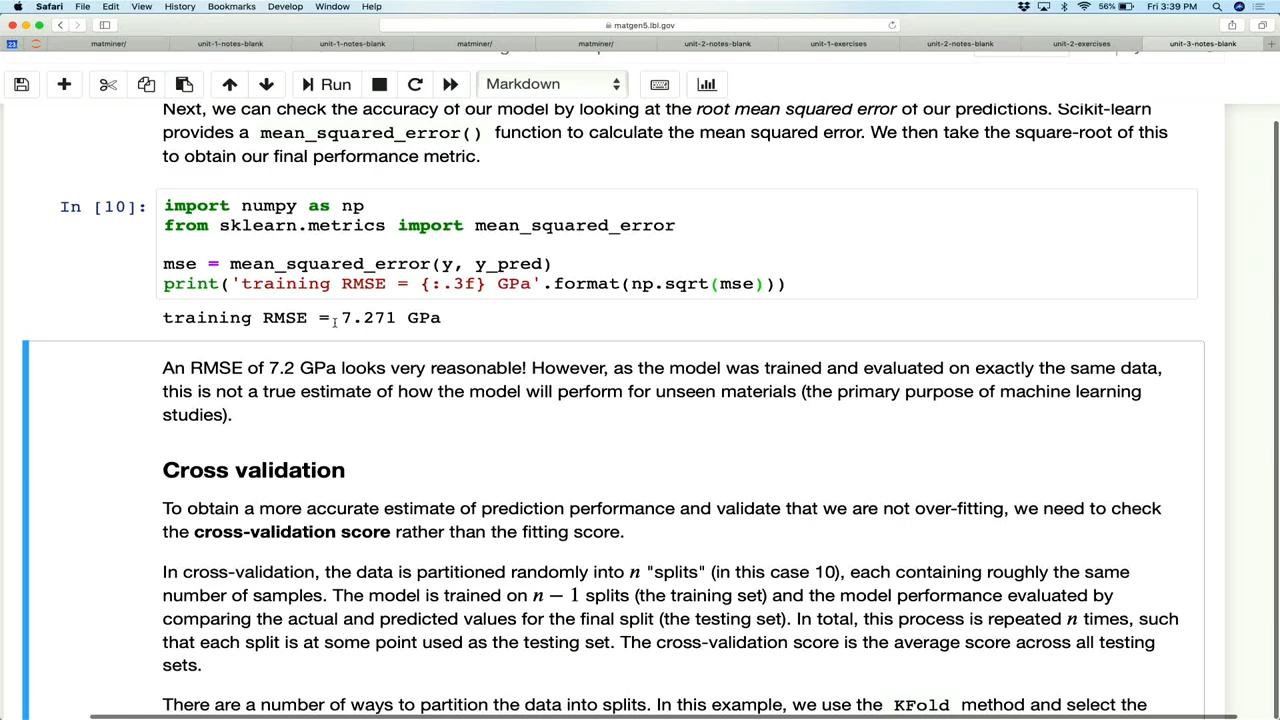 Safari File Edit View History Bookmarks Develop Window Help 56% Fri 3:39 PM
matgen5.lbl.gov
23 matminer/ unit-1-notes-blank unit-1-notes-blank matminer/ matminer/ unit-2-notes-blank unit-1-exercises unit-2-notes-blank unit-2-exercises unit-3-notes-blank
Run Markdown
Next, we can check the accuracy of our model by looking at the root mean squared error of our predictions. Scikit-learn
provides a mean_squared_error() function to calculate the mean squared error. We then take the square-root of this
to obtain our final performance metric.
In [10]: import numpy as np
from sklearn.metrics import mean_squared_error
mse = mean_squared_error(y, y_pred)
print('training RMSE = {:.3f} GPa'.format(np.sqrt(mse)))
training RMSE = 7.271 GPa
An RMSE of 7.2 GPa looks very reasonable! However, as the model was trained and evaluated on exactly the same data,
this is not a true estimate of how the model will perform for unseen materials (the primary purpose of machine learning
studies).
Cross validation
To obtain a more accurate estimate of prediction performance and validate that we are not over-fitting, we need to check
the cross-validation score rather than the fitting score.
In cross-validation, the data is partitioned randomly into n "splits" (in this case 10), each containing roughly the same
number of samples. The model is trained on n − 1 splits (the training set) and the model performance evaluated by
comparing the actual and predicted values for the final split (the testing set). In total, this process is repeated n times, such
that each split is at some point used as the testing set. The cross-validation score is the average score across all testing
sets.
There are a number of ways to partition the data into splits. In this example, we use the KFold method and select the